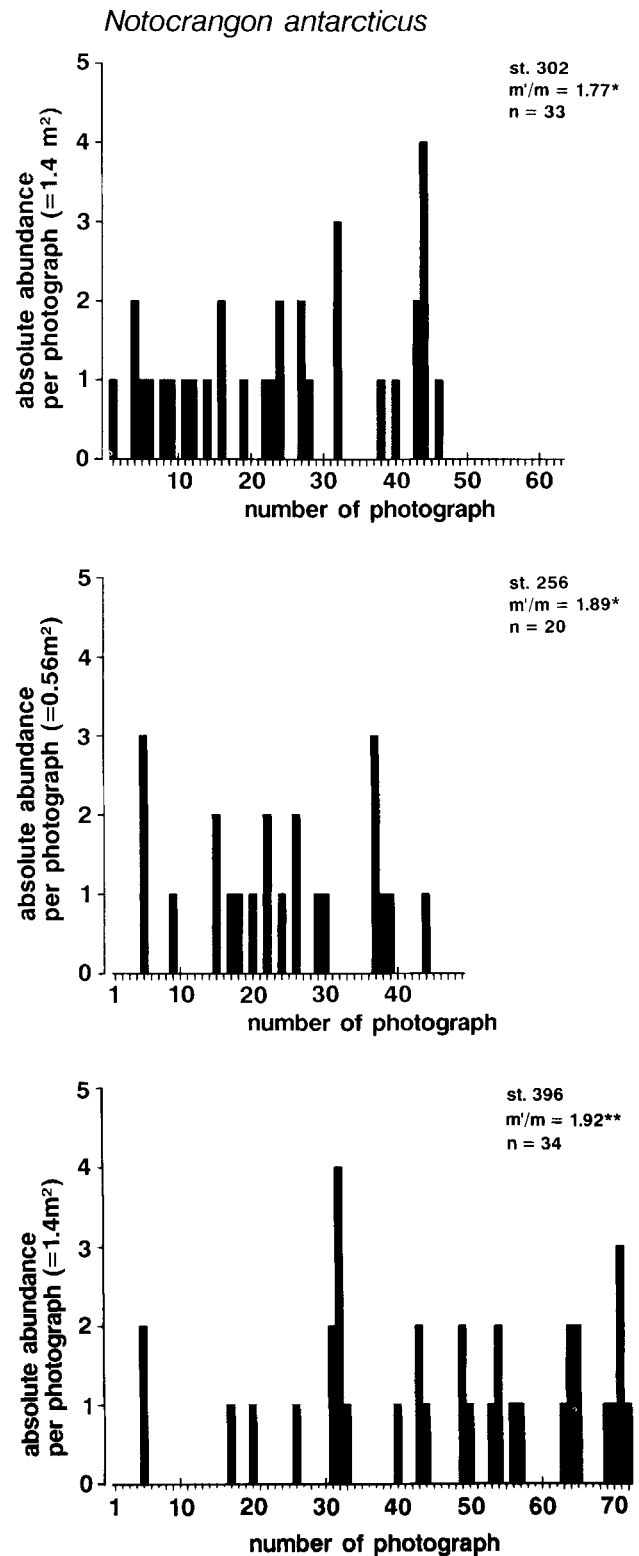 Notocrangon antarcticus
st. 302
m'/m = 1.77*
n = 33
absolute abundance
per photograph (=1.4 m²)
5
4
3
2
1
0
10 20 30 40 50 60
number of photograph
st. 256
m'/m = 1.89*
n = 20
absolute abundance
per photograph (=0.56m²)
5
4
3
2
1
0
1 10 20 30 40
number of photograph
st. 396
m'/m = 1.92**
n = 34
absolute abundance
per photograph (=1.4m²)
5
4
3
2
1
0
1 10 20 30 40 50 60 70
number of photograph